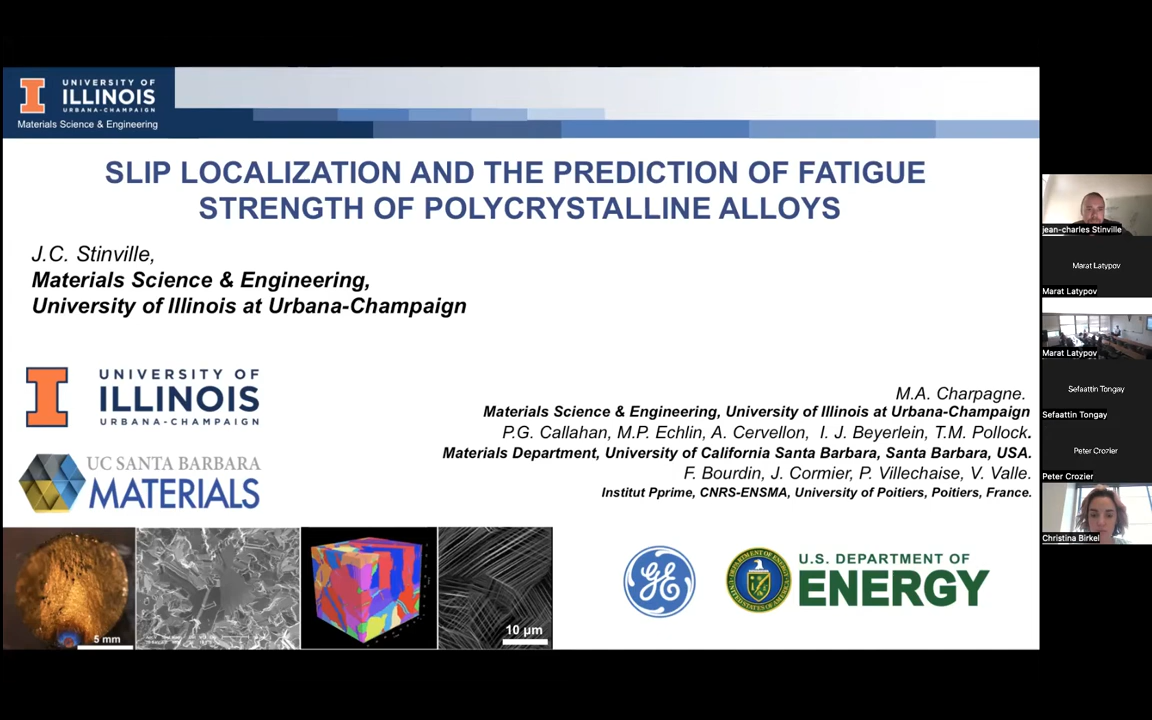 UNIVERSITY OF
ILLINOIS
URBANA-CHAMPAIGN
Materials Science & Engineering
SLIP LOCALIZATION AND THE PREDICTION OF FATIGUE
STRENGTH OF POLYCRYSTALLINE ALLOYS
J.C. Stinville,
Materials Science & Engineering,
University of Illinois at Urbana-Champaign
UNIVERSITY OF
ILLINOIS
URBANA-CHAMPAIGN
UC SANTA BARBARA
MATERIALS
M.A. Charpagne.
Materials Science & Engineering, University of Illinois at Urbana-Champaign
P.G. Callahan, M.P. Echlin, A. Cervellon, I. J. Beyerlein, T.M. Pollock.
Materials Department, University of California Santa Barbara, Santa Barbara, USA.
F. Bourdin, J. Cormier, P. Villechaise, V. Valle.
Institut Pprime, CNRS-ENSMA, University of Poitiers, Poitiers, France.
5 mm
10 µm
GE
U.S. DEPARTMENT OF
ENERGY
jean-charles Stinville
Marat Latypov
Marat Latypov
Marat Latypov
Sefaattin Tongay
Sefaattin Tongay
Peter Crozier
Peter Crozier
Christina Birkel